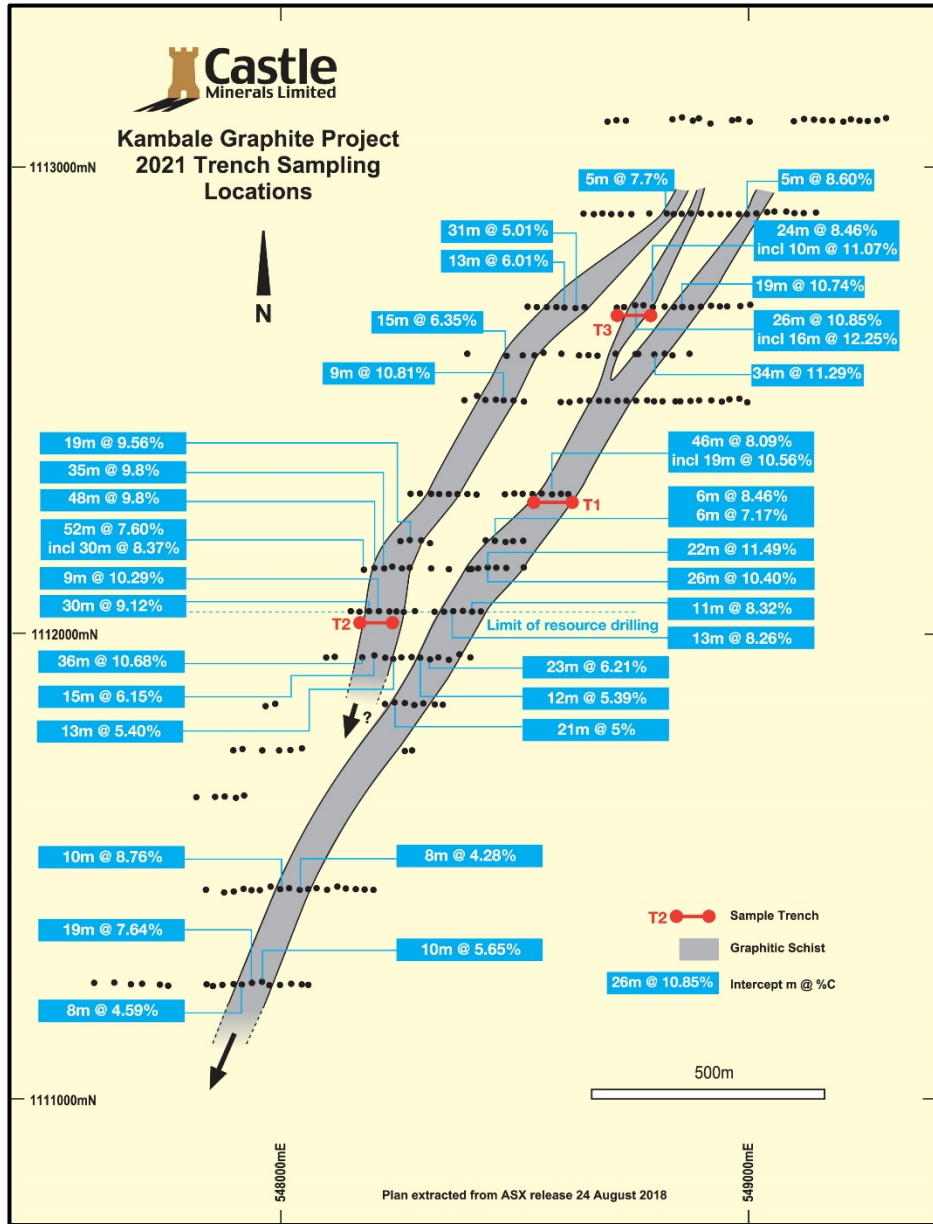 Castle
Minerals Limited
Kambale Graphite Project
2021 Trench Sampling
Locations
N
1113000mN
1112000mN
1111000mN
548000mE
549000mE
5m @ 7.7%
5m @ 8.60%
31m @ 5.01%
13m @ 6.01%
24m @ 8.46%
incl 10m @ 11.07%
19m @ 10.74%
T3
15m @ 6.35%
26m @ 10.85%
incl 16m @ 12.25%
9m @ 10.81%
34m @ 11.29%
19m @ 9.56%
35m @ 9.8%
48m @ 9.8%
52m @ 7.60%
incl 30m @ 8.37%
9m @ 10.29%
30m @ 9.12%
46m @ 8.09%
incl 19m @ 10.56%
T1
6m @ 8.46%
6m @ 7.17%
22m @ 11.49%
26m @ 10.40%
11m @ 8.32%
T2
Limit of resource drilling
13m @ 8.26%
36m @ 10.68%
23m @ 6.21%
15m @ 6.15%
12m @ 5.39%
?
13m @ 5.40%
21m @ 5%
10m @ 8.76%
8m @ 4.28%
19m @ 7.64%
10m @ 5.65%
8m @ 4.59%
T2 Sample Trench
Graphitic Schist
26m @ 10.85% Intercept m @ %C
500m
Plan extracted from ASX release 24 August 2018